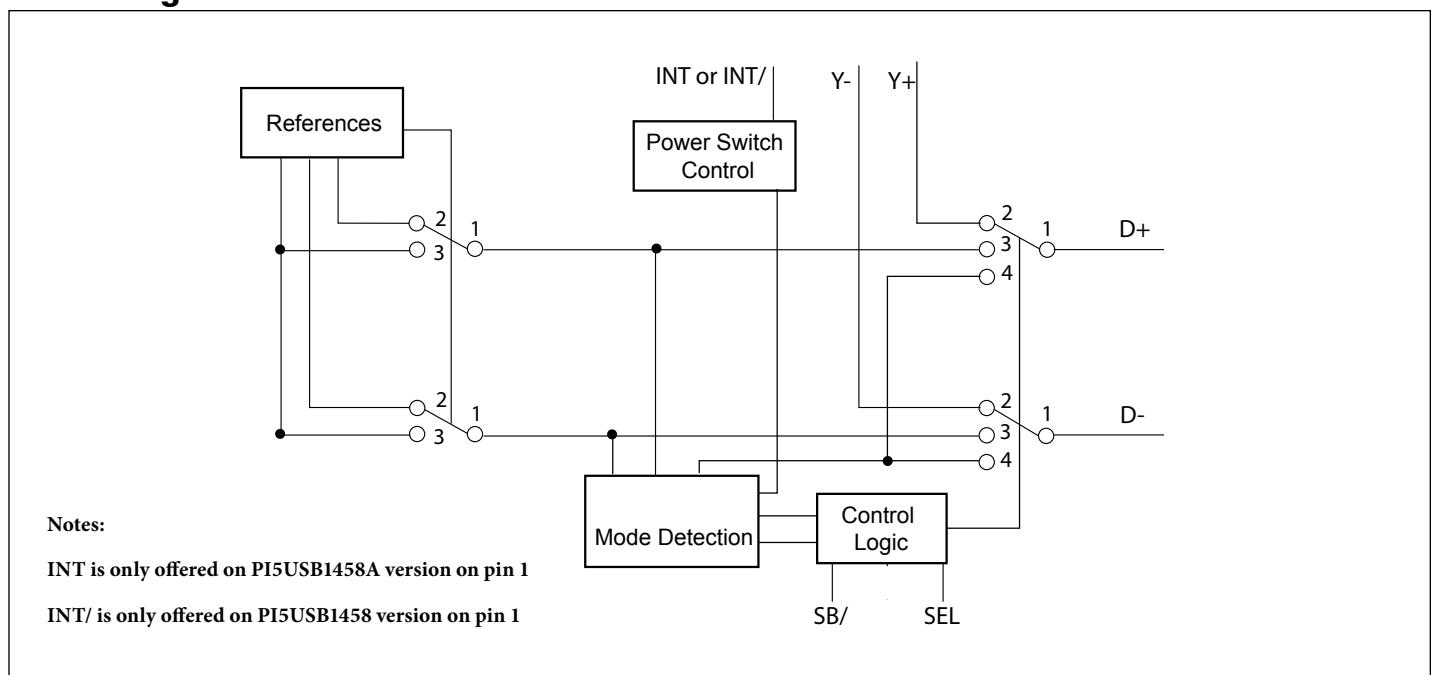 References
INT or INT/
Y-
Y+
Power Switch
Control
2
1
3
2
1
3
4
D+
2
1
3
2
1
3
4
D-
Mode Detection
Control
Logic
SB/
SEL
Notes:
INT is only offered on PI5USB1458A version on pin 1
INT/ is only offered on PI5USB1458 version on pin 1